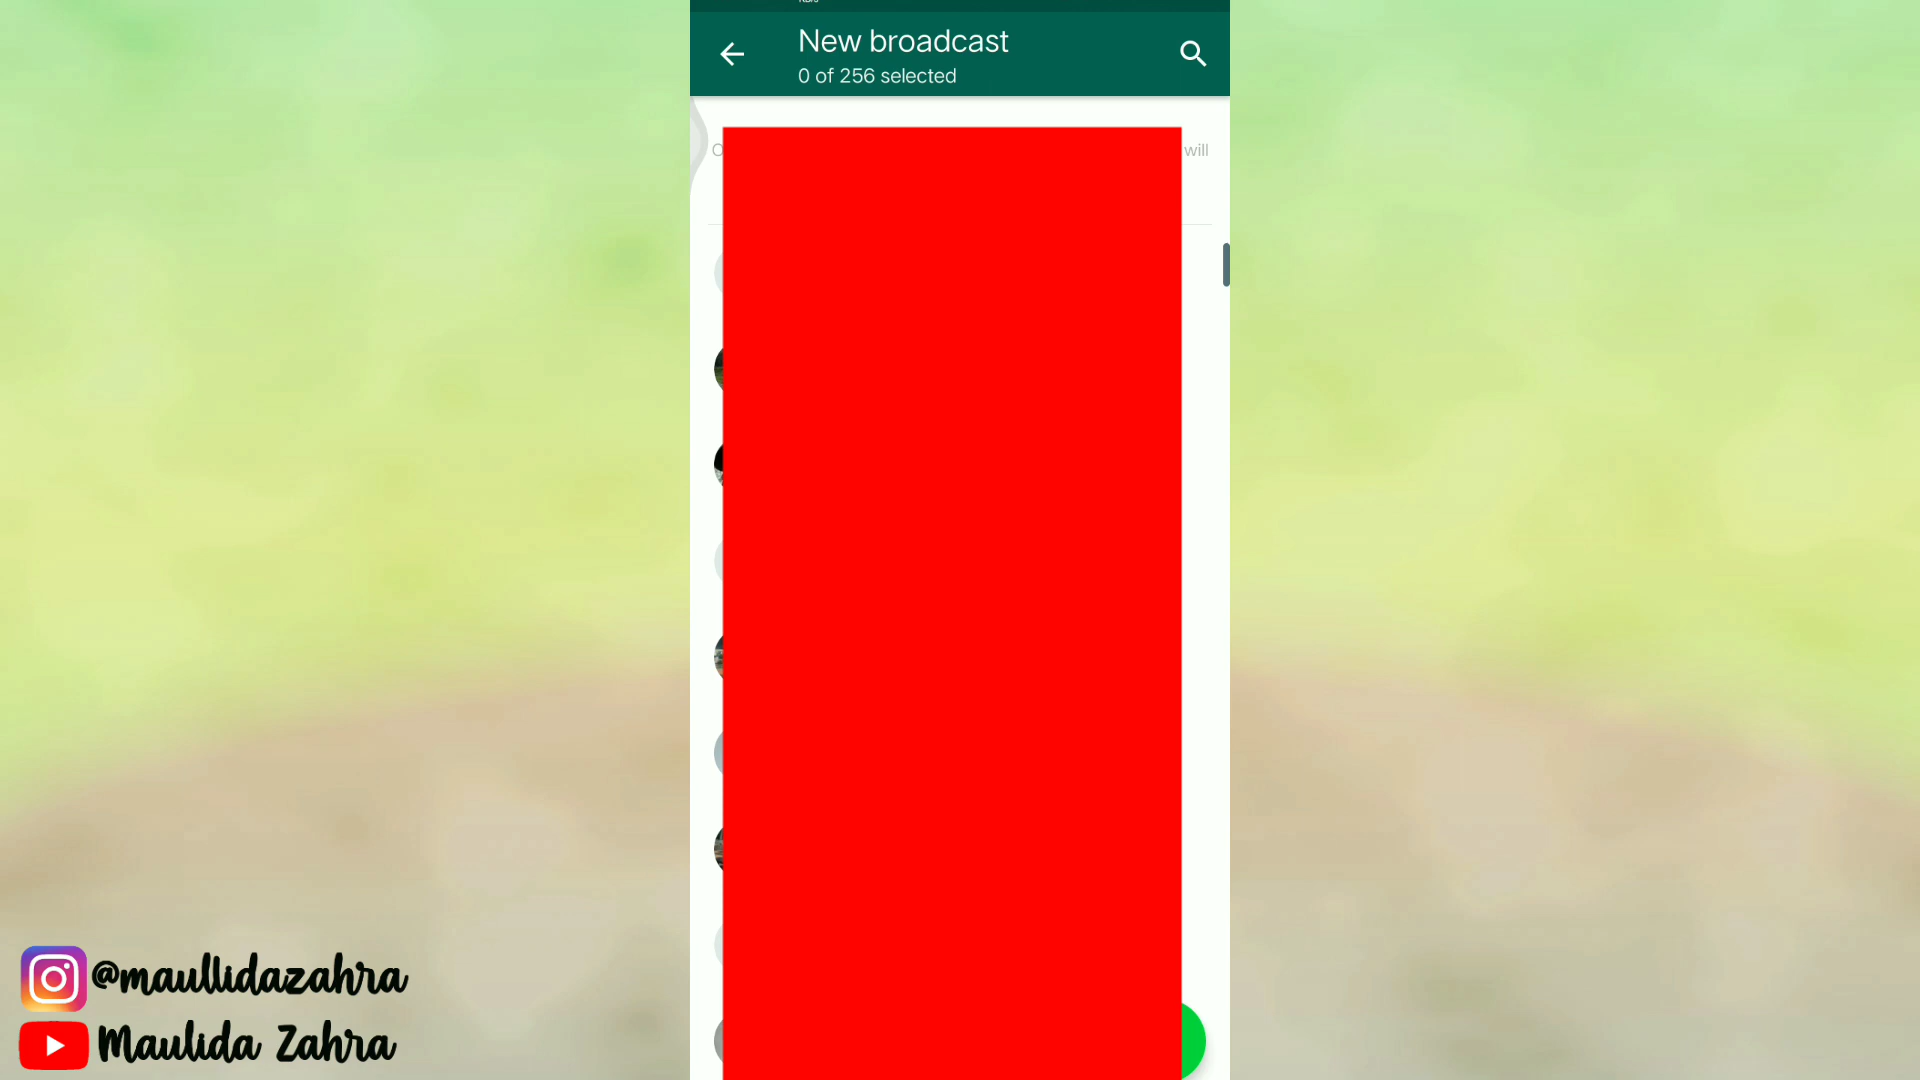 New broadcast
0 of 256 selected
will
@maullidazahra
Maulida Zahra